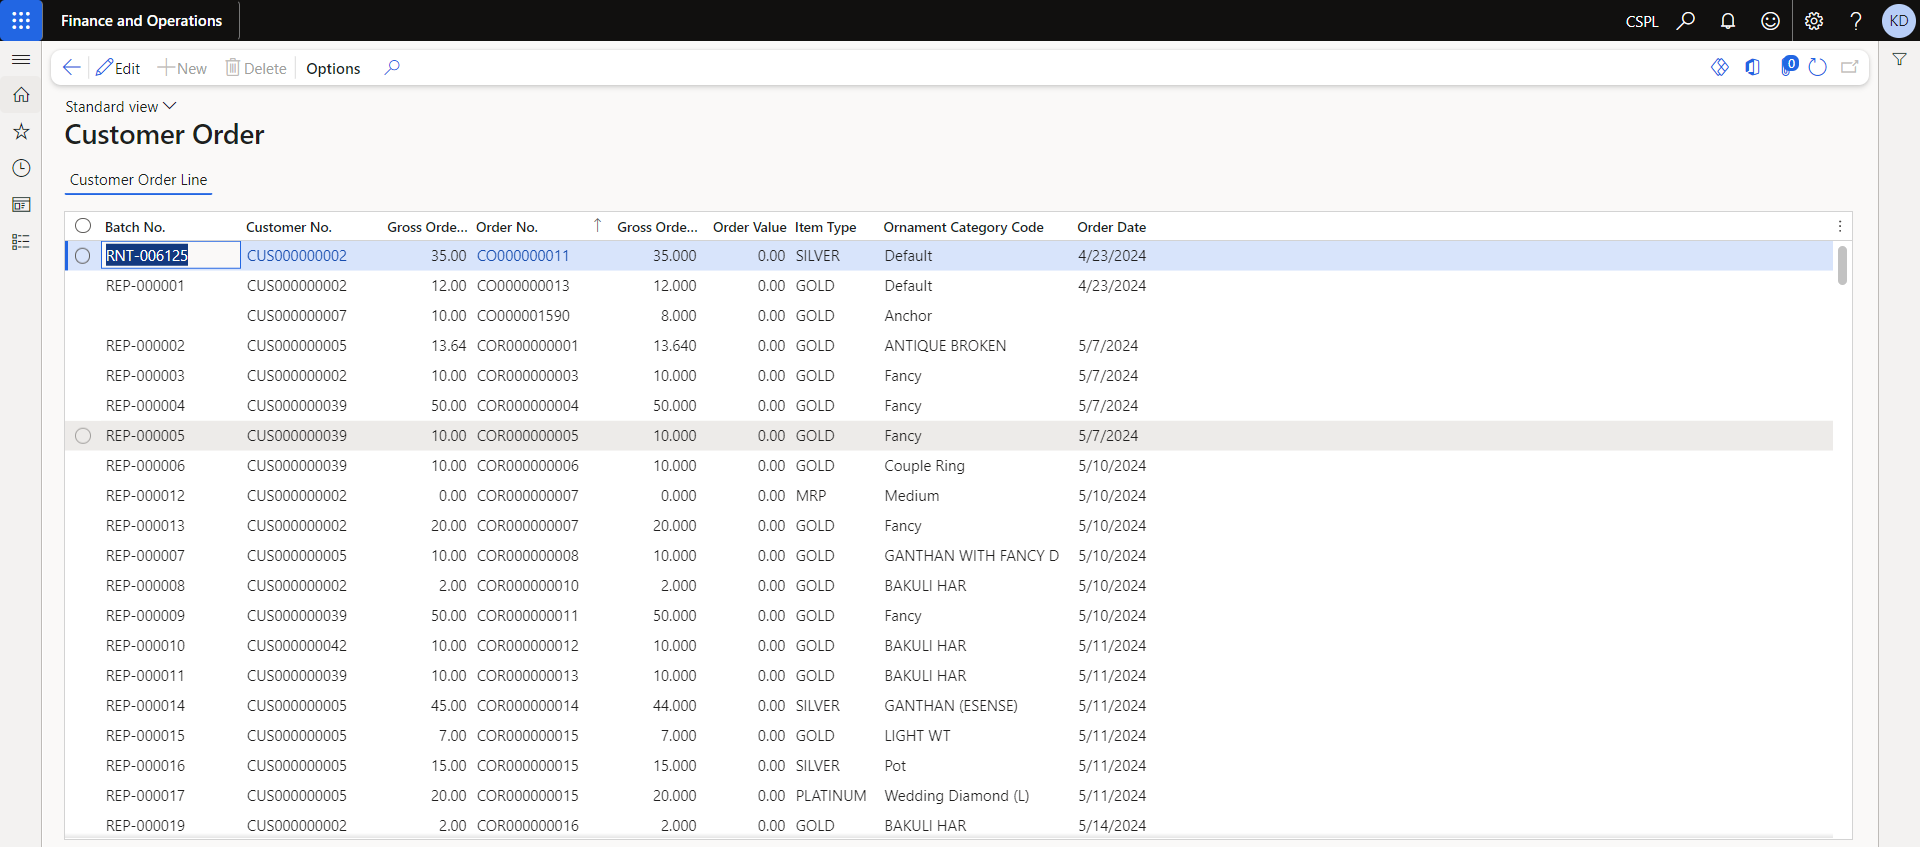 Finance and Operations CSPL ? KD
Edit New Delete Options 0
Standard view
Customer Order
Customer Order Line
Batch No. Customer No. Gross Orde... Order No. Gross Orde... Order Value Item Type Ornament Category Code Order Date
RNT-006125 CUS000000002 35.00 CO000000011 35.000 0.00 SILVER Default 4/23/2024
REP-000001 CUS000000002 12.00 CO000000013 12.000 0.00 GOLD Default 4/23/2024
CUS000000007 10.00 CO000001590 8.000 0.00 GOLD Anchor
REP-000002 CUS000000005 13.64 COR000000001 13.640 0.00 GOLD ANTIQUE BROKEN 5/7/2024
REP-000003 CUS000000002 10.00 COR000000003 10.000 0.00 GOLD Fancy 5/7/2024
REP-000004 CUS000000039 50.00 COR000000004 50.000 0.00 GOLD Fancy 5/7/2024
REP-000005 CUS000000039 10.00 COR000000005 10.000 0.00 GOLD Fancy 5/7/2024
REP-000006 CUS000000039 10.00 COR000000006 10.000 0.00 GOLD Couple Ring 5/10/2024
REP-000012 CUS000000002 0.00 COR000000007 0.000 0.00 MRP Medium 5/10/2024
REP-000013 CUS000000002 20.00 COR000000007 20.000 0.00 GOLD Fancy 5/10/2024
REP-000007 CUS000000005 10.00 COR000000008 10.000 0.00 GOLD GANTHAN WITH FANCY D 5/10/2024
REP-000008 CUS000000002 2.00 COR000000010 2.000 0.00 GOLD BAKULI HAR 5/10/2024
REP-000009 CUS000000039 50.00 COR000000011 50.000 0.00 GOLD Fancy 5/10/2024
REP-000010 CUS000000042 10.00 COR000000012 10.000 0.00 GOLD BAKULI HAR 5/11/2024
REP-000011 CUS000000039 10.00 COR000000013 10.000 0.00 GOLD BAKULI HAR 5/11/2024
REP-000014 CUS000000005 45.00 COR000000014 44.000 0.00 SILVER GANTHAN (ESENSE) 5/11/2024
REP-000015 CUS000000005 7.00 COR000000015 7.000 0.00 GOLD LIGHT WT 5/11/2024
REP-000016 CUS000000005 15.00 COR000000015 15.000 0.00 SILVER Pot 5/11/2024
REP-000017 CUS000000005 20.00 COR000000015 20.000 0.00 PLATINUM Wedding Diamond (L) 5/11/2024
REP-000019 CUS000000002 2.00 COR000000016 2.000 0.00 GOLD BAKULI HAR 5/14/2024